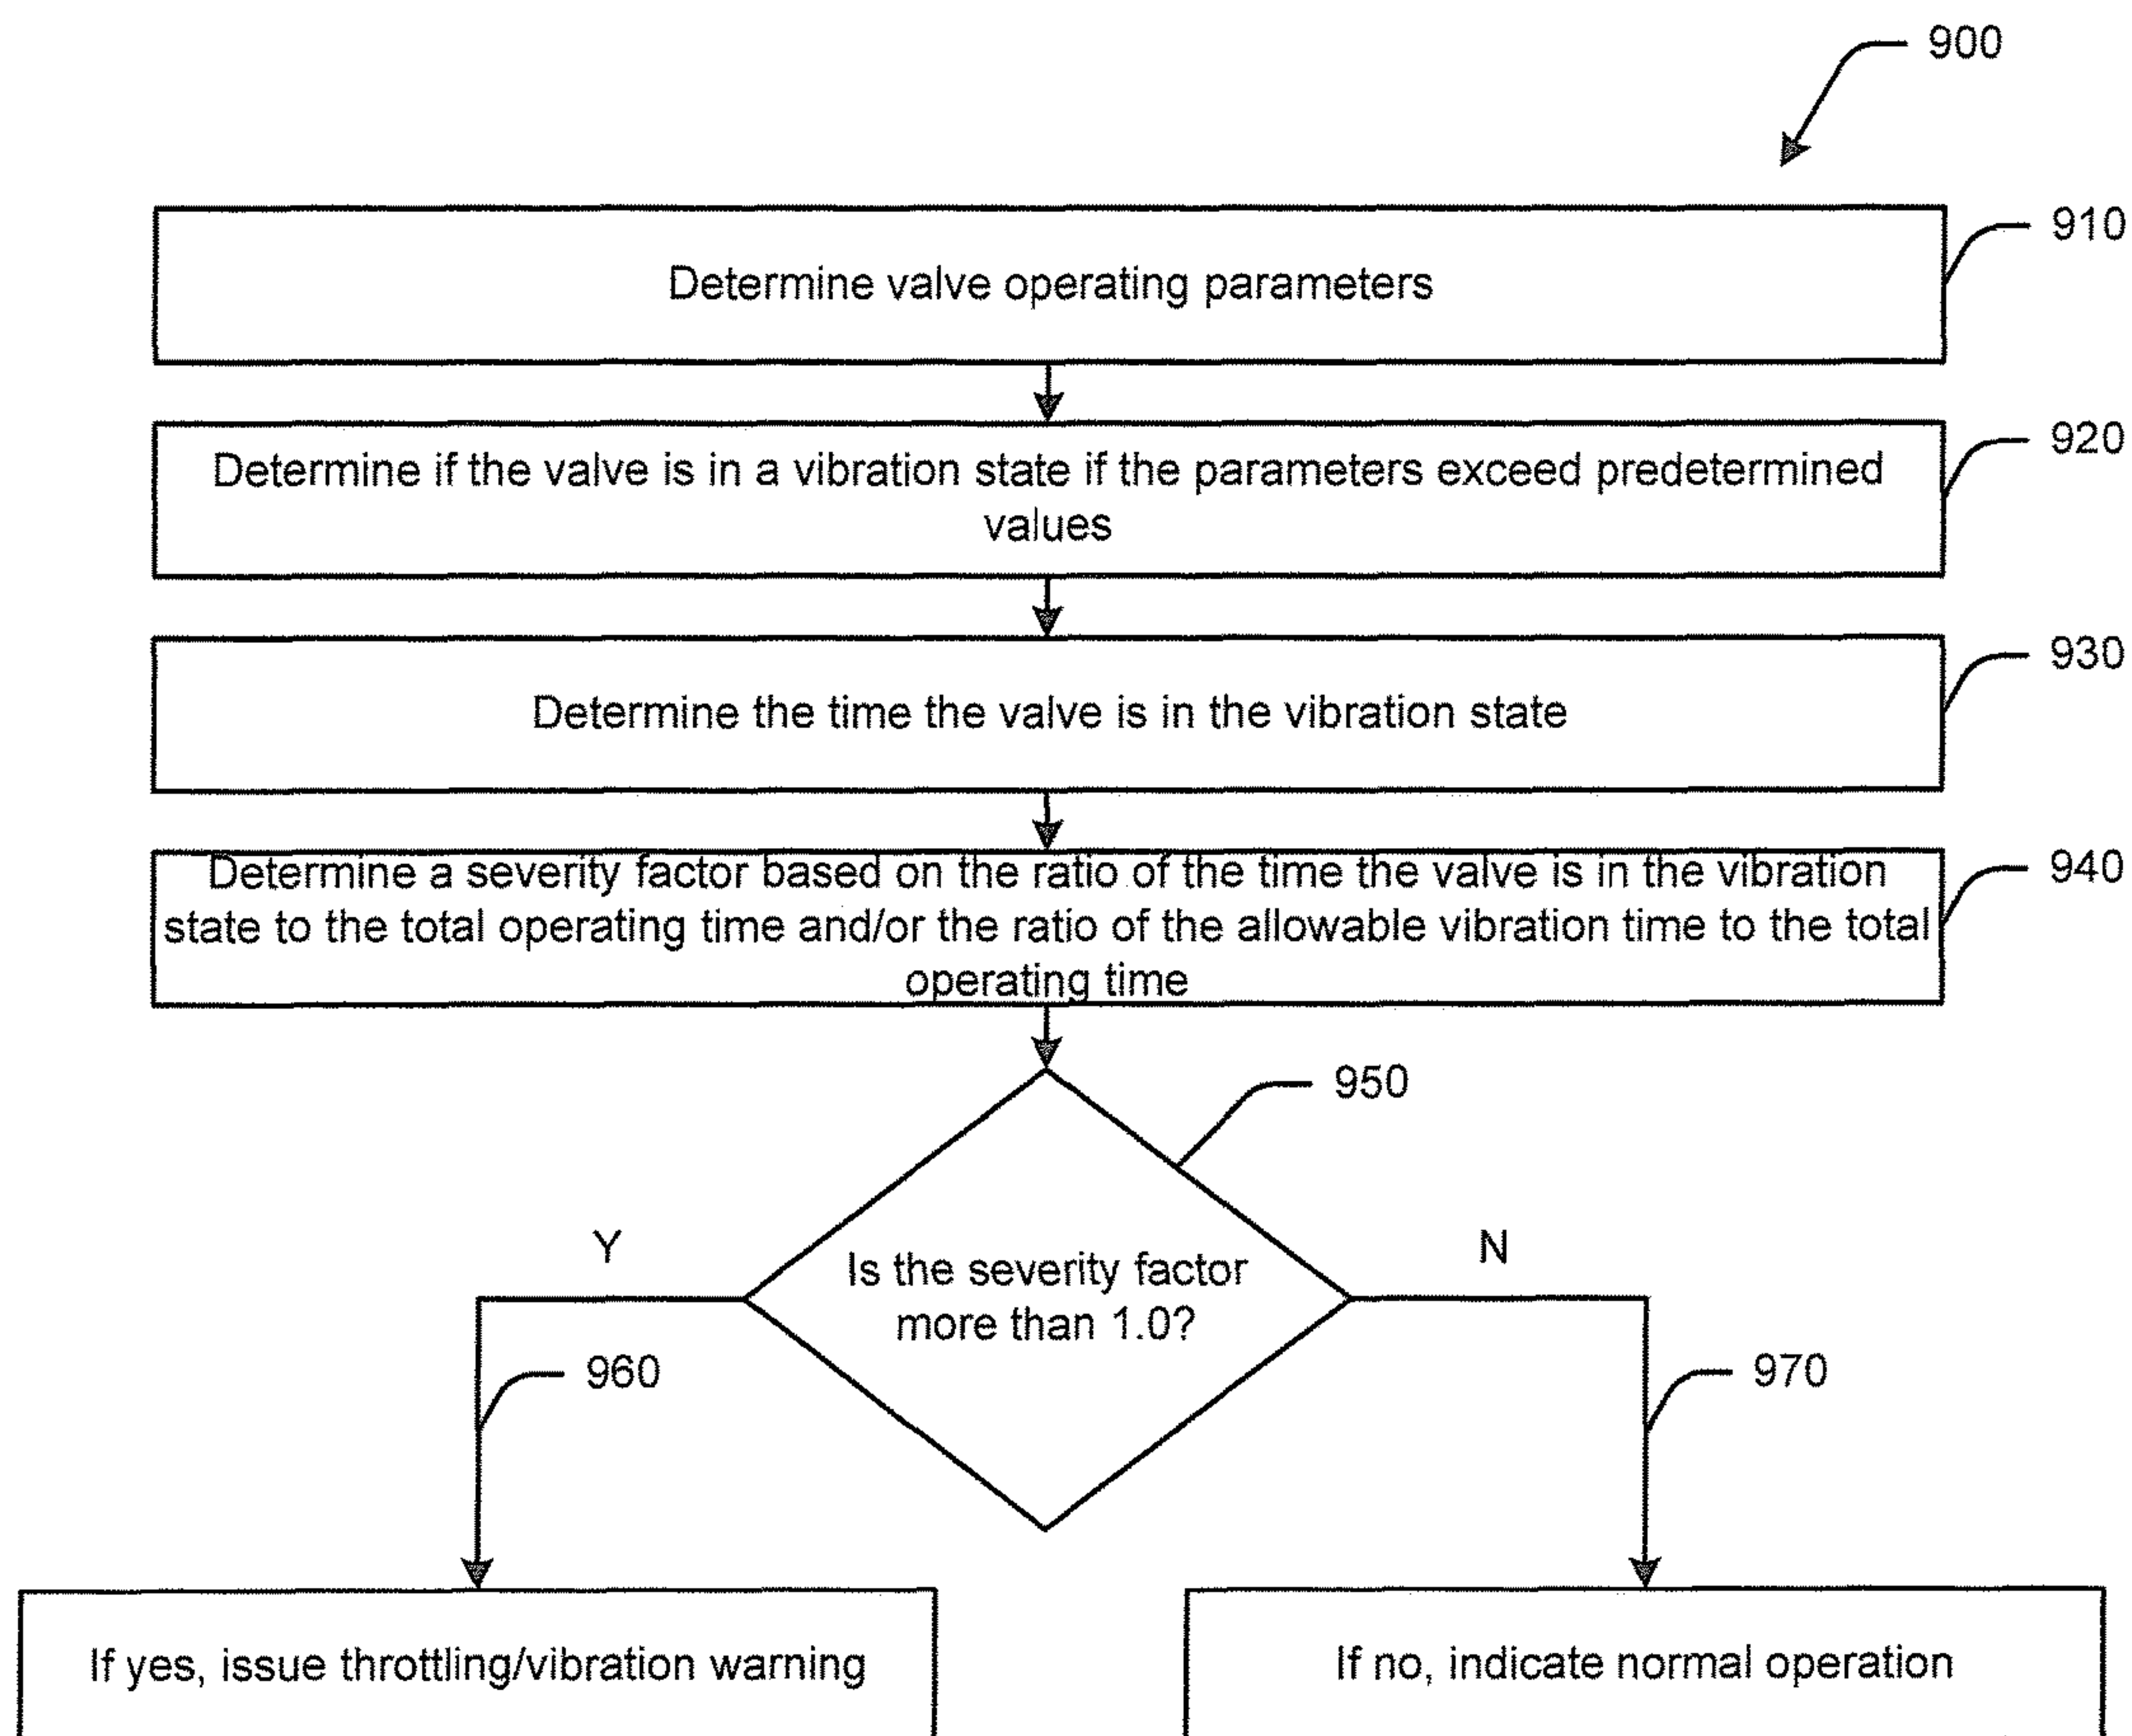 900
910
Determine valve operating parameters
920
Determine if the valve is in a vibration state if the parameters exceed predetermined
values
930
Determine the time the valve is in the vibration state
940
Determine a severity factor based on the ratio of the time the valve is in the vibration
state to the total operating time and/or the ratio of the allowable vibration time to the total
operating time
950
Y
N
Is the severity factor
more than 1.0?
960
970
If yes, issue throttling/vibration warning
If no, indicate normal operation